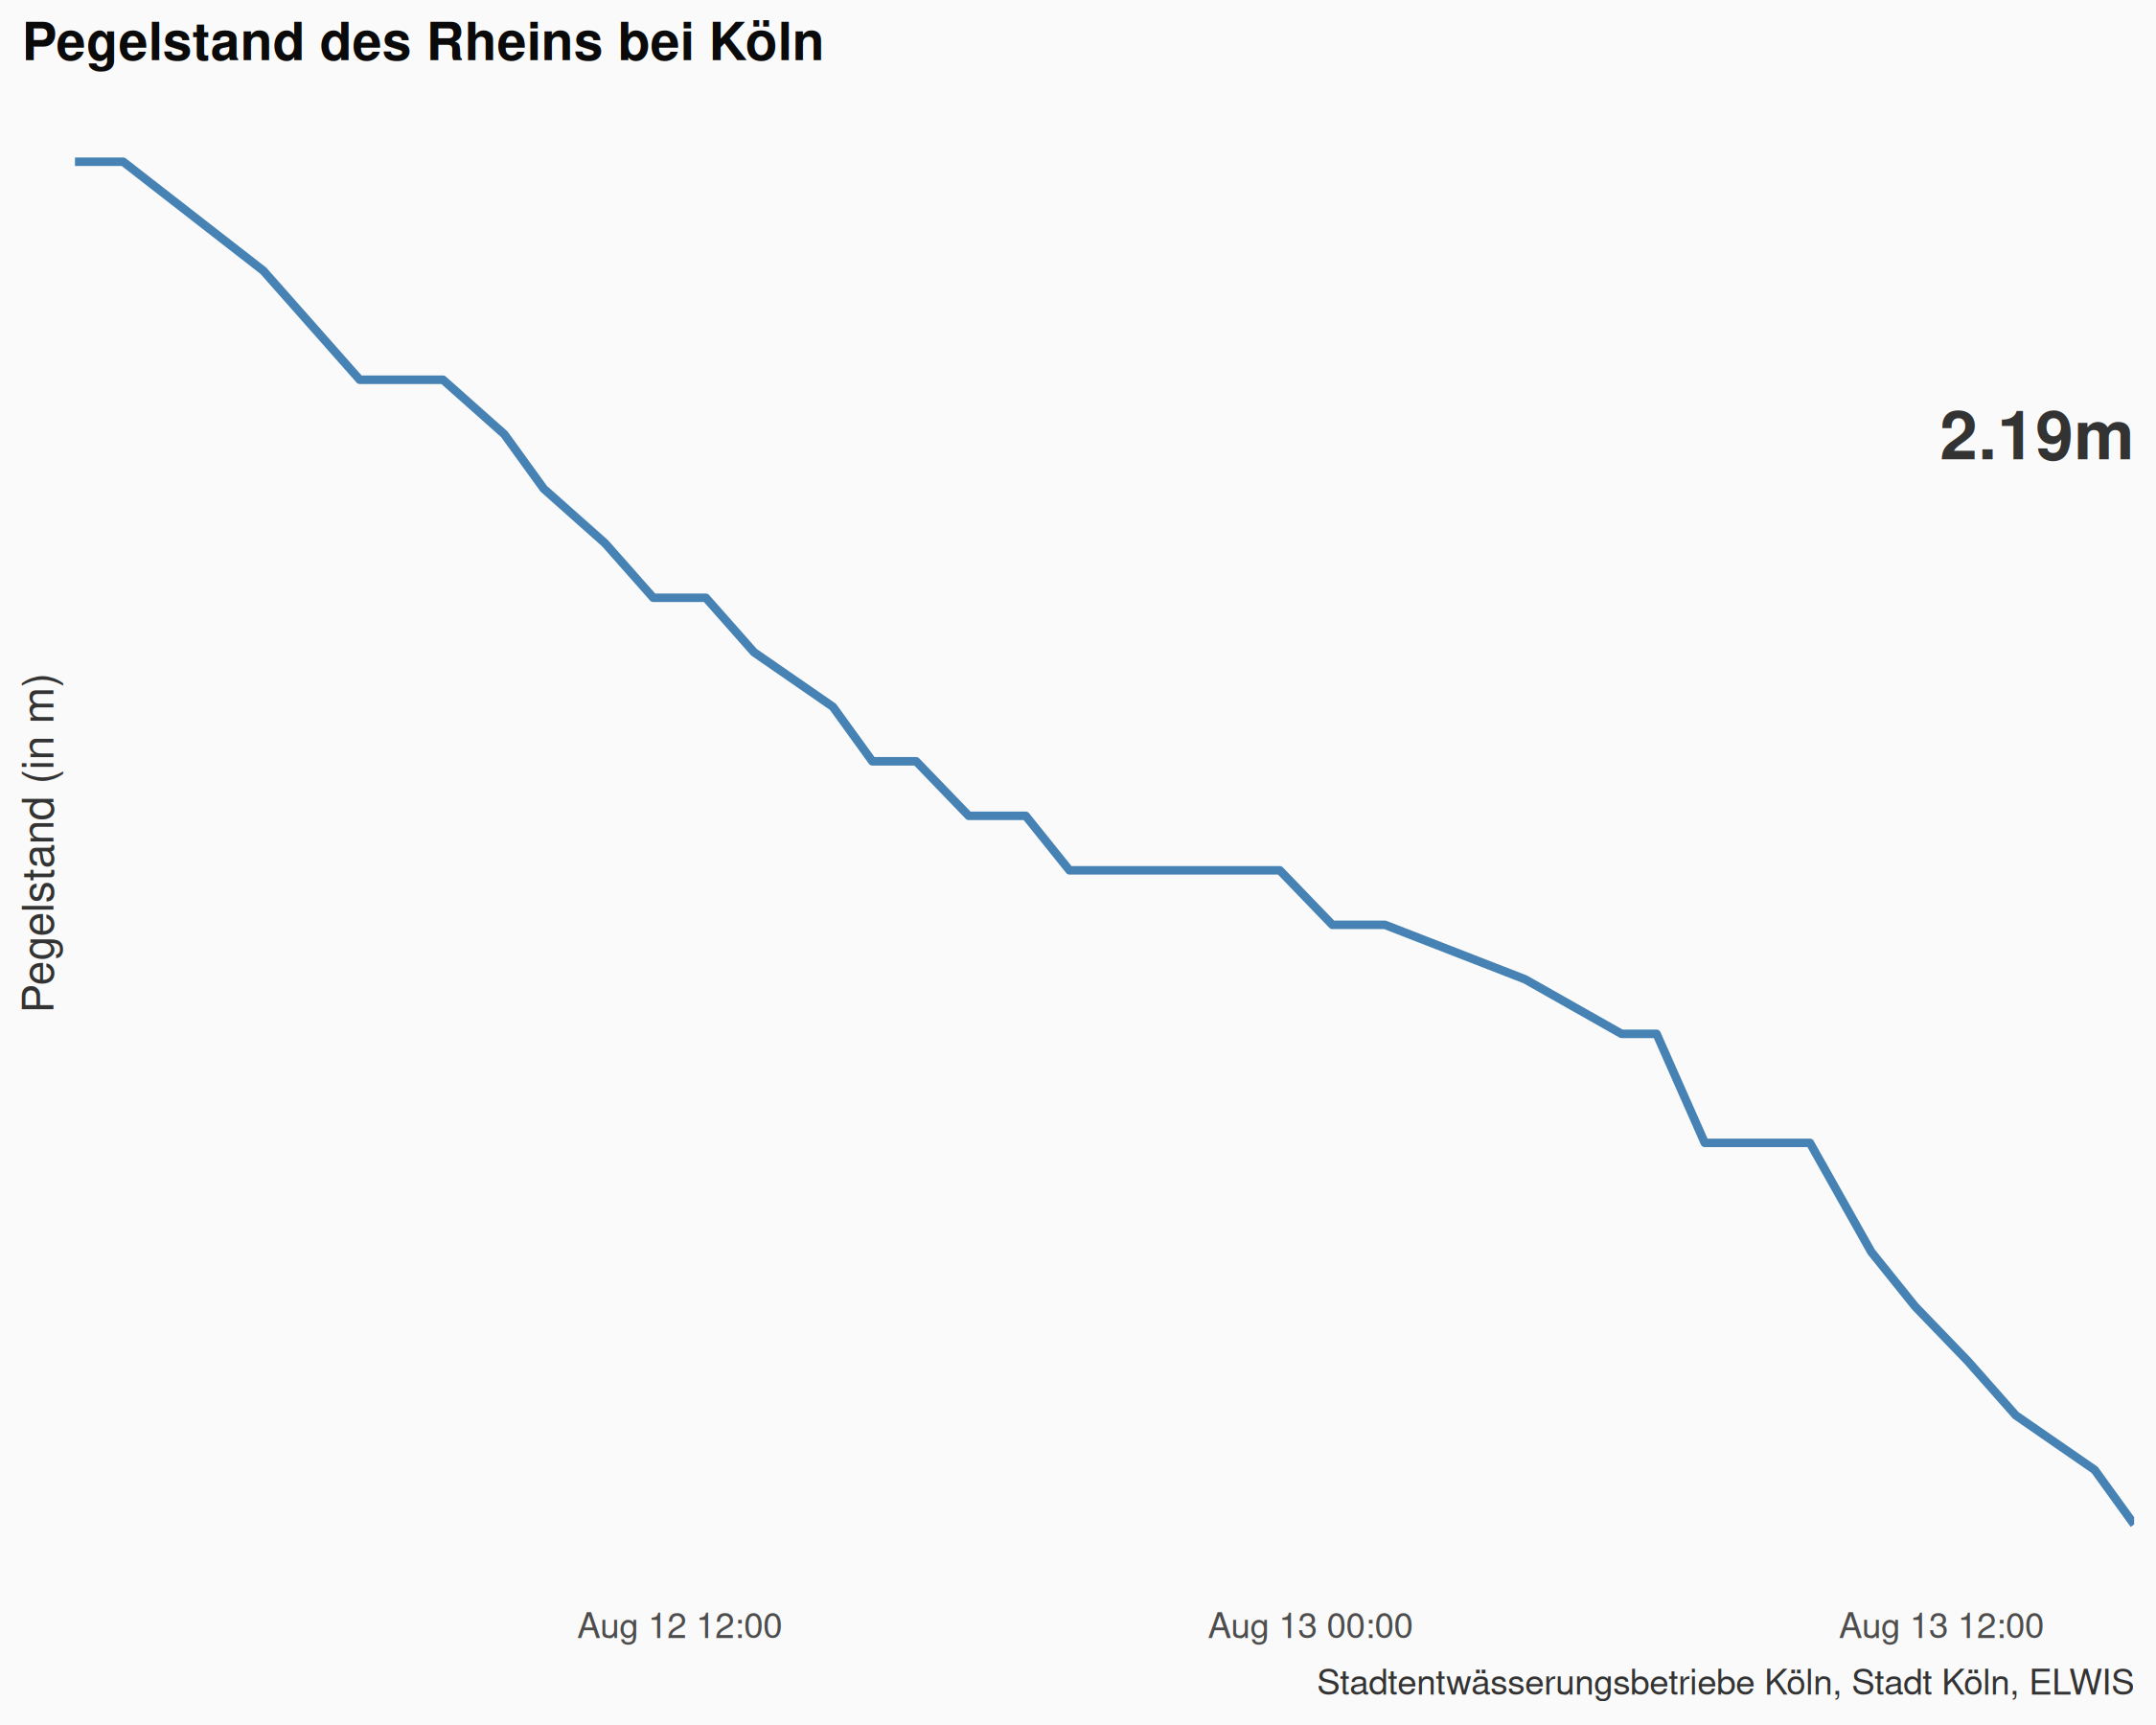 Pegelstand des Rheins bei Köln
2.19m
Pegelstand (in m)
Aug 12 12:00
Aug 13 00:00
Aug 13 12:00
Stadtentwässerungsbetriebe Köln, Stadt Köln, ELWIS